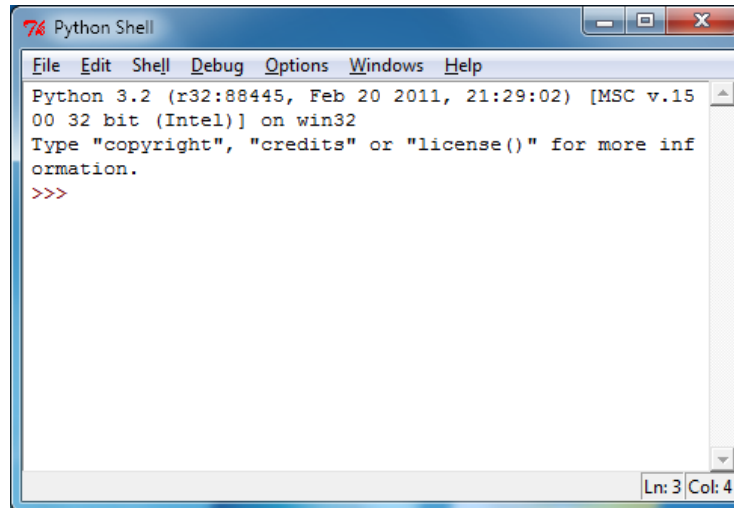 Python Shell
File Edit Shell Debug Options Windows Help
Python 3.2 (r32:88445, Feb 20 2011, 21:29:02) [MSC v.15
00 32 bit (Intel)] on win32
Type "copyright", "credits" or "license()" for more inf
ormation.
>>>
Ln: 3 Col: 4